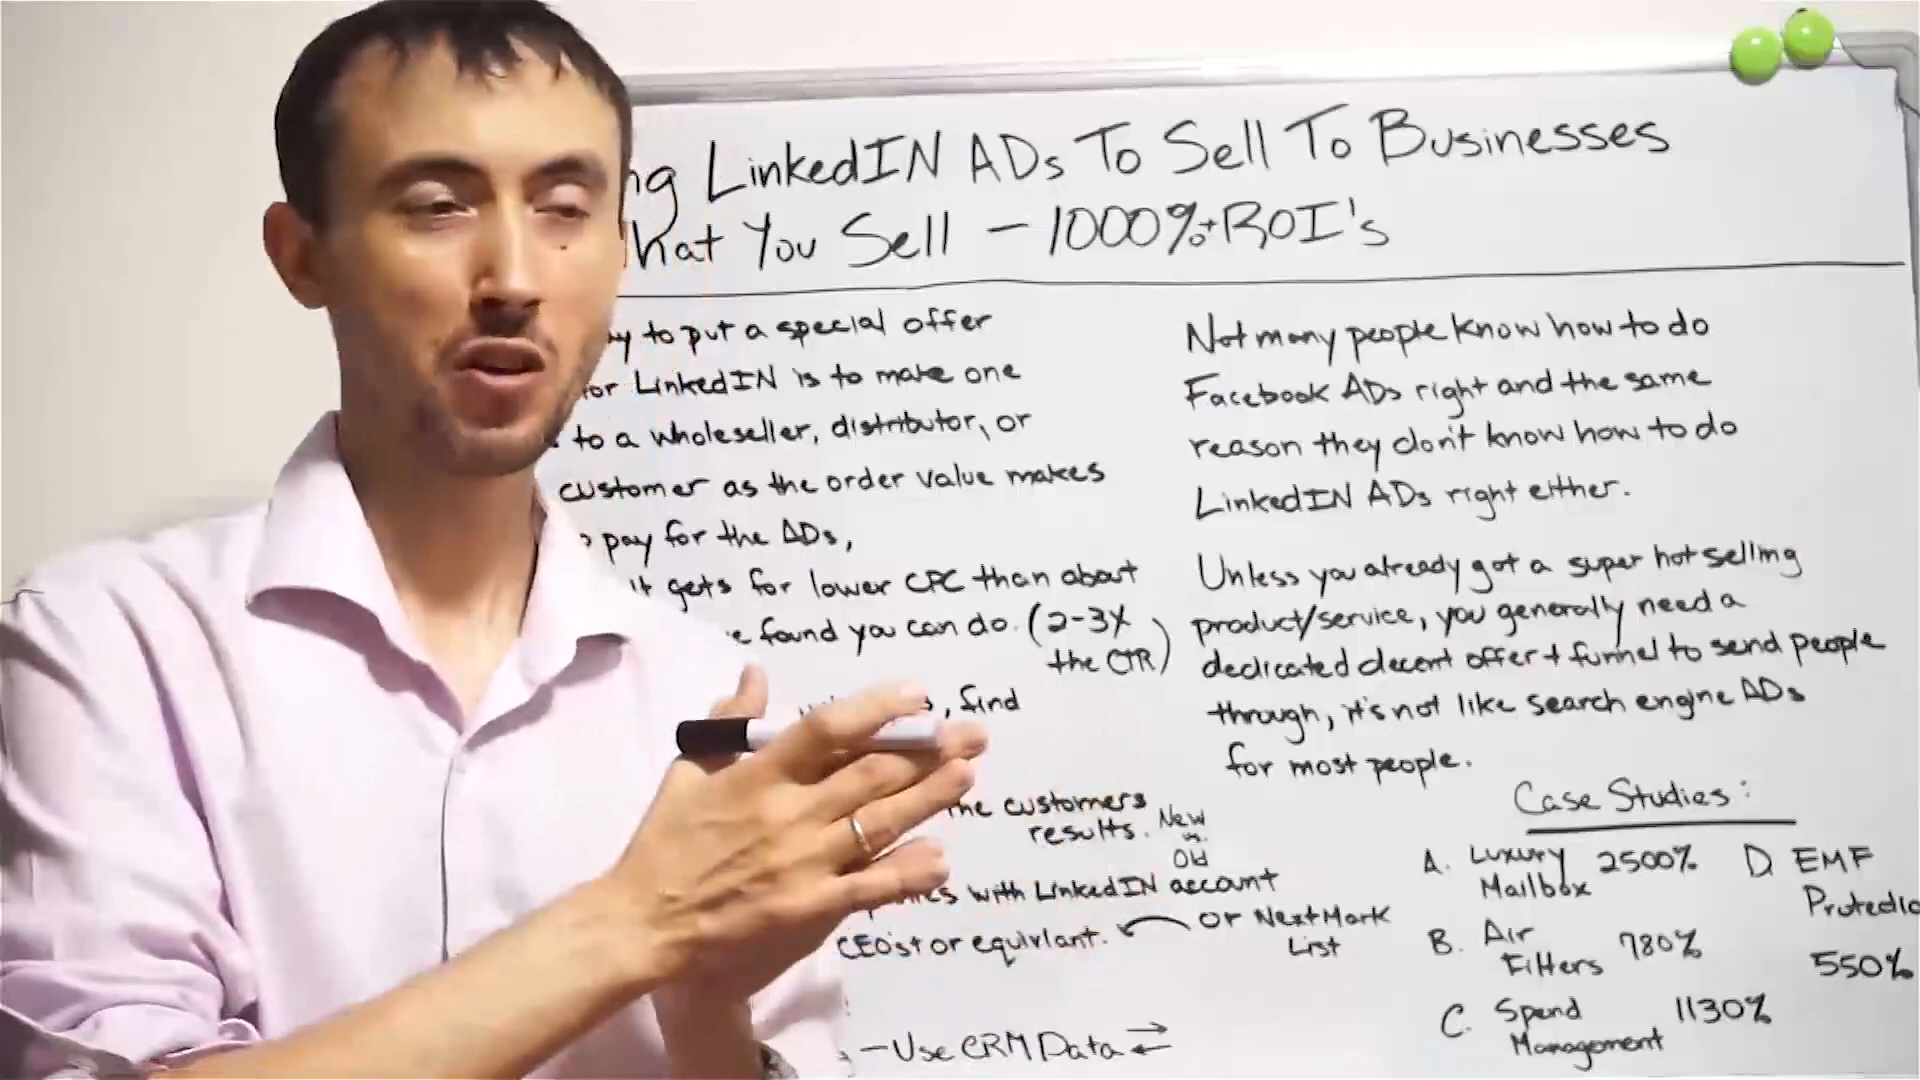 ng LinkedIN ADs To Sell To Businesses
hat You Sell - 1000%+ ROI's
y to put a special offer
or LinkedIN is to make one
to a wholeseller, distributor, or
customer as the order value makes
pay for the ADs,
it gets for lower CPC than about
e found you can do. (2-3X
the CTR)
, find
he customers
results. New
vs.
Old
with LinkedIN account
CEO's or equivlant. or NextMark
List
- Use CRM Data
Not many people know how to do
Facebook ADs right and the same
reason they don't know how to do
LinkedIN ADs right either.
Unless you already got a super hot selling
product/service, you generally need a
dedicated decent offer + funnel to send people
through, it's not like search engine ADs
for most people.
Case Studies:
A. Luxury Mailbox 2500%
B. Air Filters 780%
C. Spend Management 1130%
D. EMF Protectio 550%